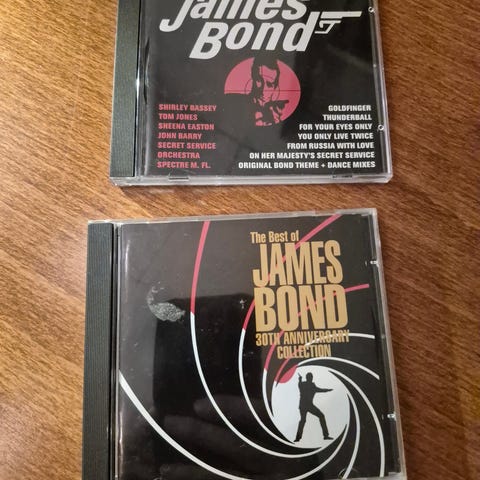 James
Bond
SHIRLEY BASSEY
TOM JONES
SHEENA EASTON
JOHN BARRY
SECRET SERVICE
ORCHESTRA
SPECTRE M. FL.
GOLDFINGER
THUNDERBALL
FOR YOUR EYES ONLY
YOU ONLY LIVE TWICE
FROM RUSSIA WITH LOVE
ON HER MAJESTY'S SECRET SERVICE
ORIGINAL BOND THEME + DANCE MIXES
The Best of
JAMES
BOND
30TH ANNIVERSARY
COLLECTION